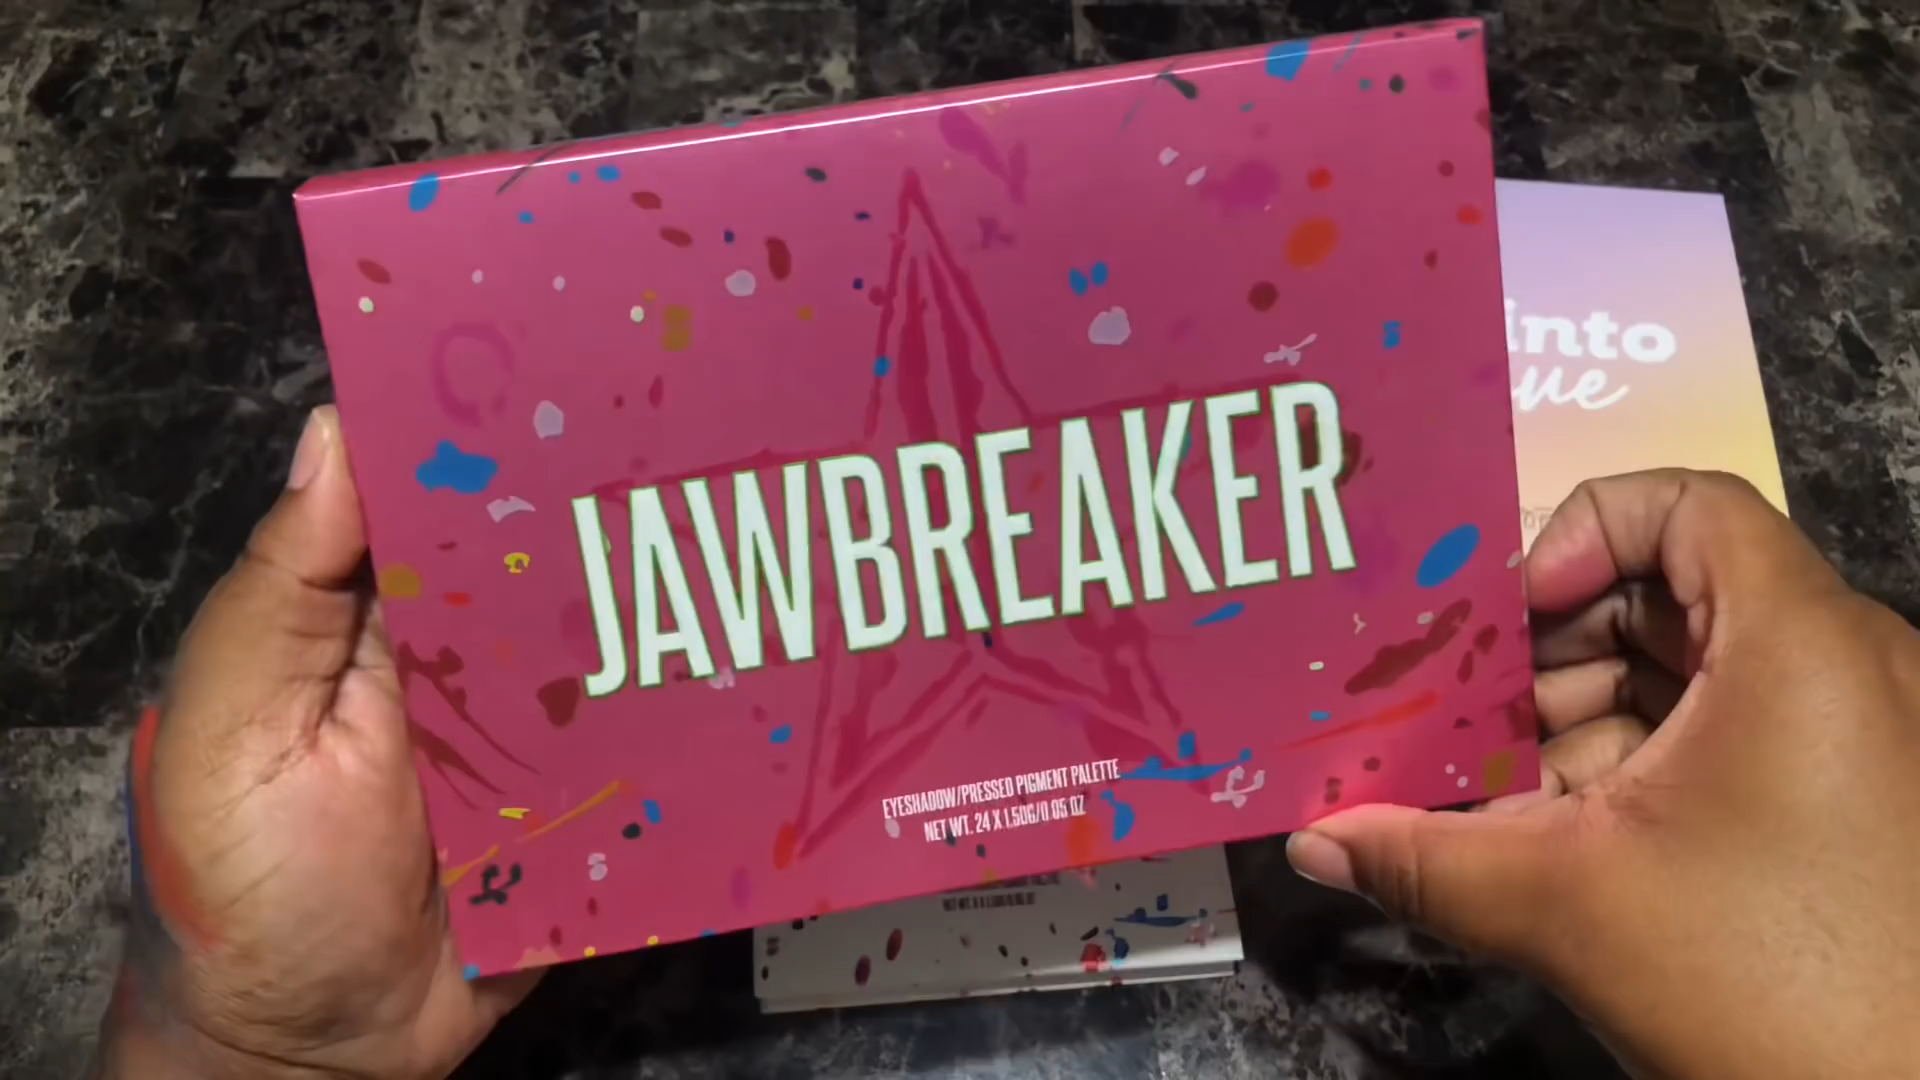 JAWBREAKER
EYESHADOW/PRESSED PIGMENT PALETTE
NET WT. 24 X 1.50G/0.05 OZ
into